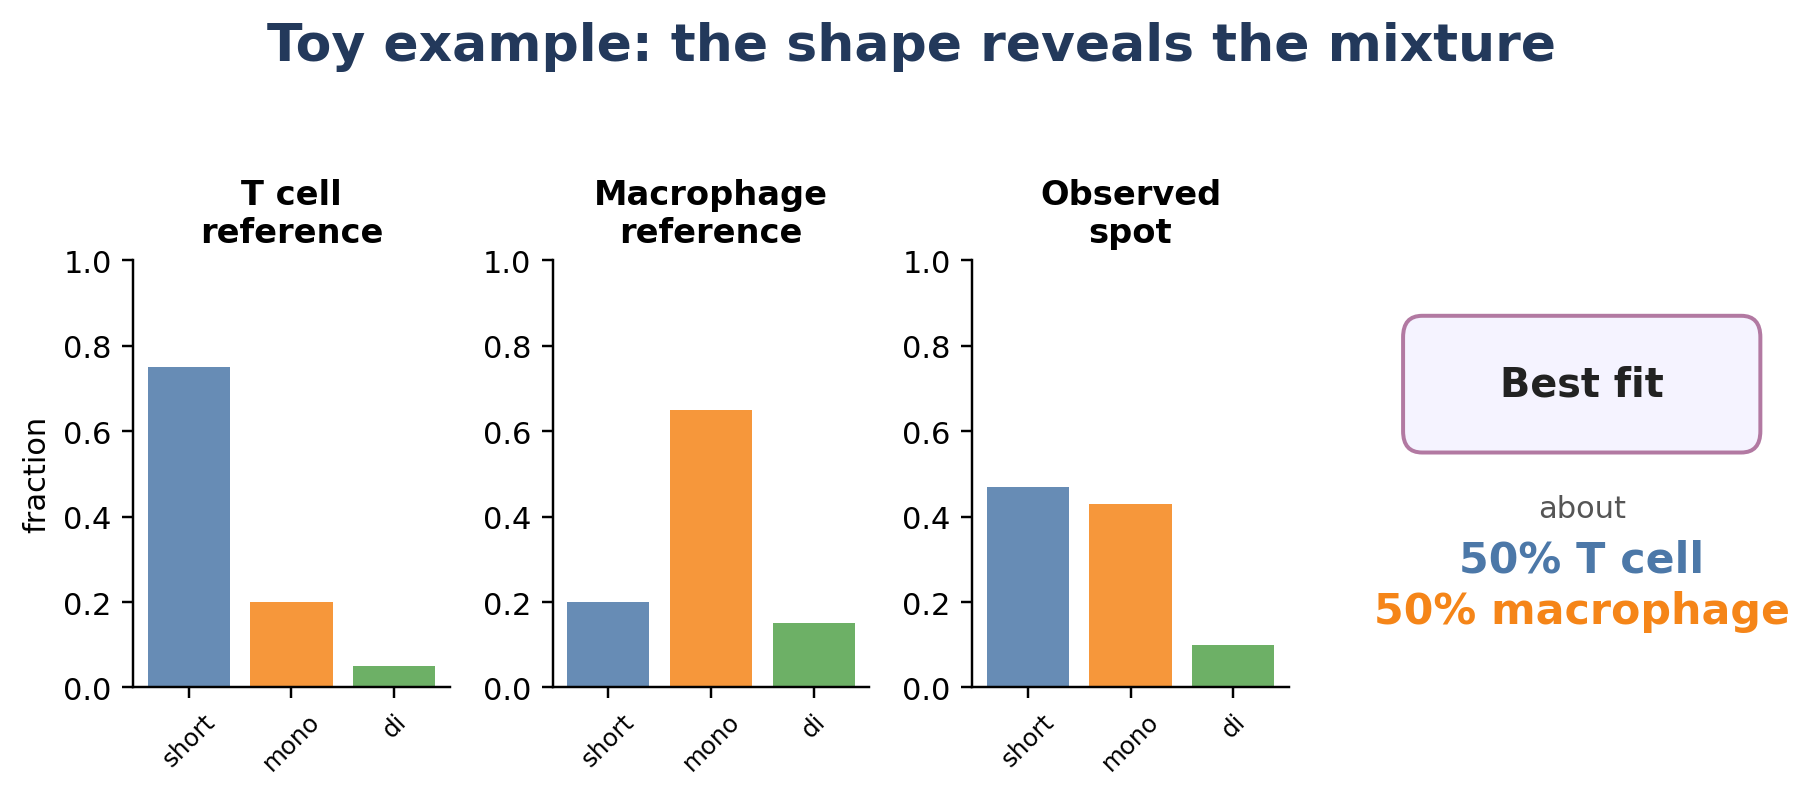 Toy example: the shape reveals the mixture
T cell
reference
1.0
0.8
0.6
0.4
0.2
0.0
fraction
short
mono
di
Macrophage
reference
1.0
0.8
0.6
0.4
0.2
0.0
short
mono
di
Observed
spot
1.0
0.8
0.6
0.4
0.2
0.0
short
mono
di
Best fit
about
50% T cell
50% macrophage